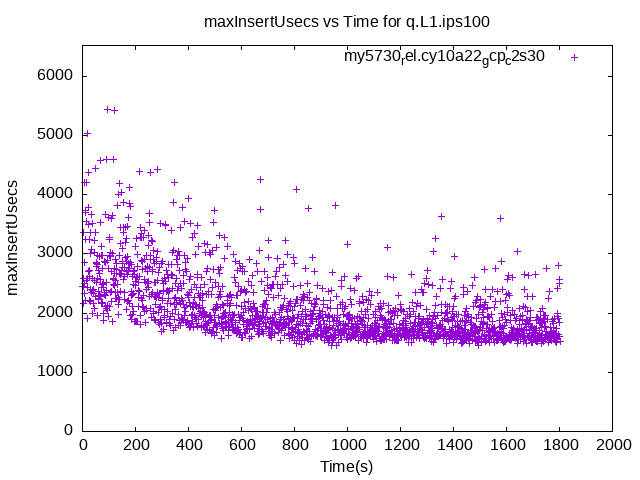 maxInsertUsecs vs Time for q.L1.ips100
my5730rel.cy10a22gcpc2s30
6000
5000
4000
3000
2000
1000
0
maxInsertUsecs
0 200 400 600 800 1000 1200 1400 1600 1800 2000
Time(s)